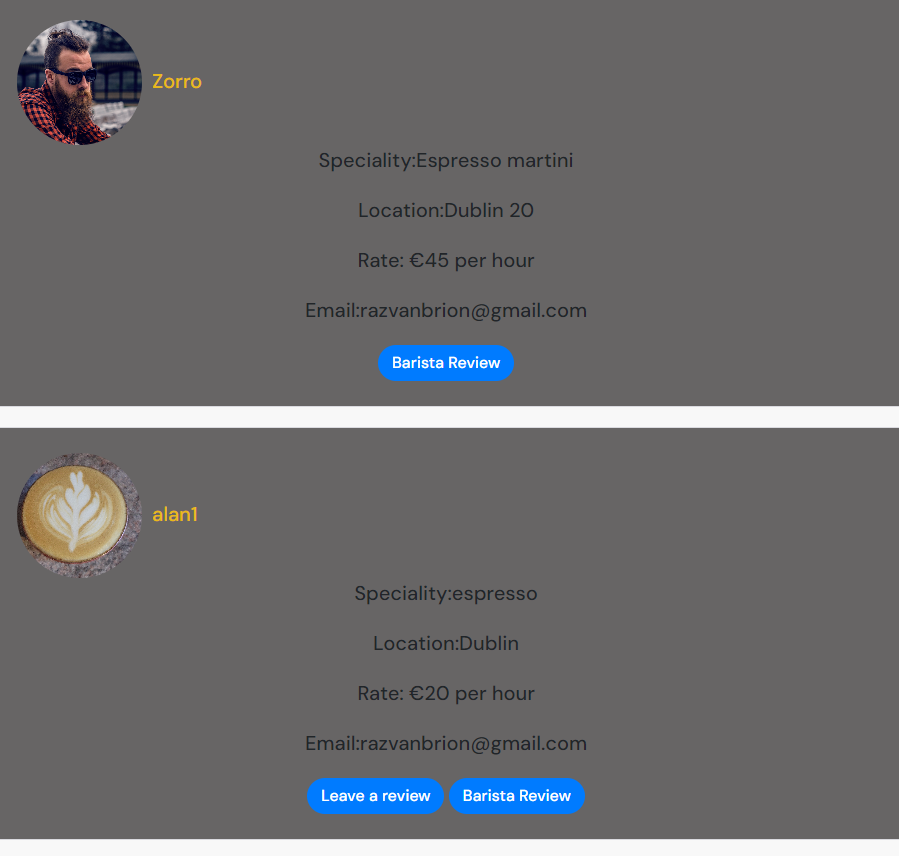 Zorro
Speciality:Espresso martini
Location:Dublin 20
Rate: €45 per hour
Email:razvanbrion@gmail.com
Barista Review
alan1
Speciality:espresso
Location:Dublin
Rate: €20 per hour
Email:razvanbrion@gmail.com
Leave a review Barista Review